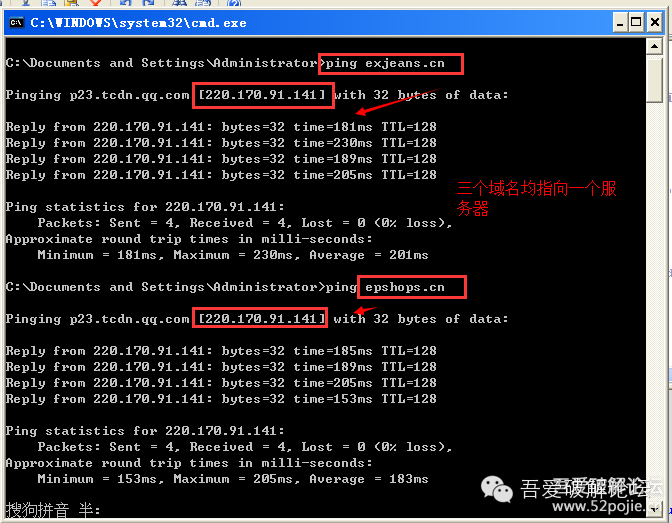 C:\WINDOWS\system32\cmd.exe
C:\Documents and Settings\Administrator>ping exjeans.cn
Pinging p23.tcdn.qq.com [220.170.91.141] with 32 bytes of data:
Reply from 220.170.91.141: bytes=32 time=181ms TTL=128
Reply from 220.170.91.141: bytes=32 time=230ms TTL=128
Reply from 220.170.91.141: bytes=32 time=189ms TTL=128
Reply from 220.170.91.141: bytes=32 time=205ms TTL=128
三个域名均指向一个服
务器
Ping statistics for 220.170.91.141:
Packets: Sent = 4, Received = 4, Lost = 0 (0% loss),
Approximate round trip times in milli-seconds:
Minimum = 181ms, Maximum = 230ms, Average = 201ms
C:\Documents and Settings\Administrator>ping epshops.cn
Pinging p23.tcdn.qq.com [220.170.91.141] with 32 bytes of data:
Reply from 220.170.91.141: bytes=32 time=185ms TTL=128
Reply from 220.170.91.141: bytes=32 time=189ms TTL=128
Reply from 220.170.91.141: bytes=32 time=205ms TTL=128
Reply from 220.170.91.141: bytes=32 time=153ms TTL=128
Ping statistics for 220.170.91.141:
Packets: Sent = 4, Received = 4, Lost = 0 (0% loss),
Approximate round trip times in milli-seconds:
Minimum = 153ms, Maximum = 205ms, Average = 183ms
吾爱破解论坛
吾爱破解论坛
www.52pojie.cn
搜狗拼音 半: